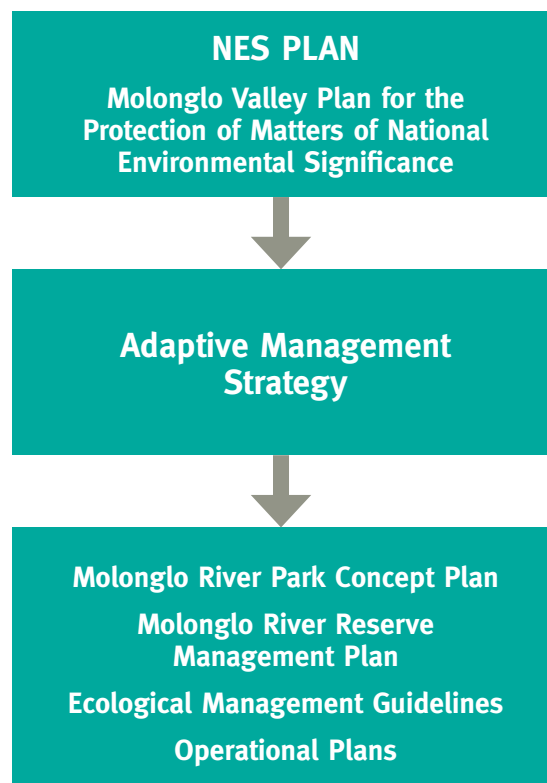 NES PLAN
Molonglo Valley Plan for the
Protection of Matters of National
Environmental Significance
Adaptive Management
Strategy
Molonglo River Park Concept Plan
Molonglo River Reserve
Management Plan
Ecological Management Guidelines
Operational Plans